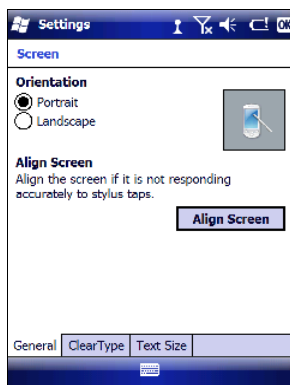 Settings
OK
Screen
Orientation
Portrait
Landscape
Align Screen
Align the screen if it is not responding
accurately to stylus taps.
Align Screen
General ClearType Text Size